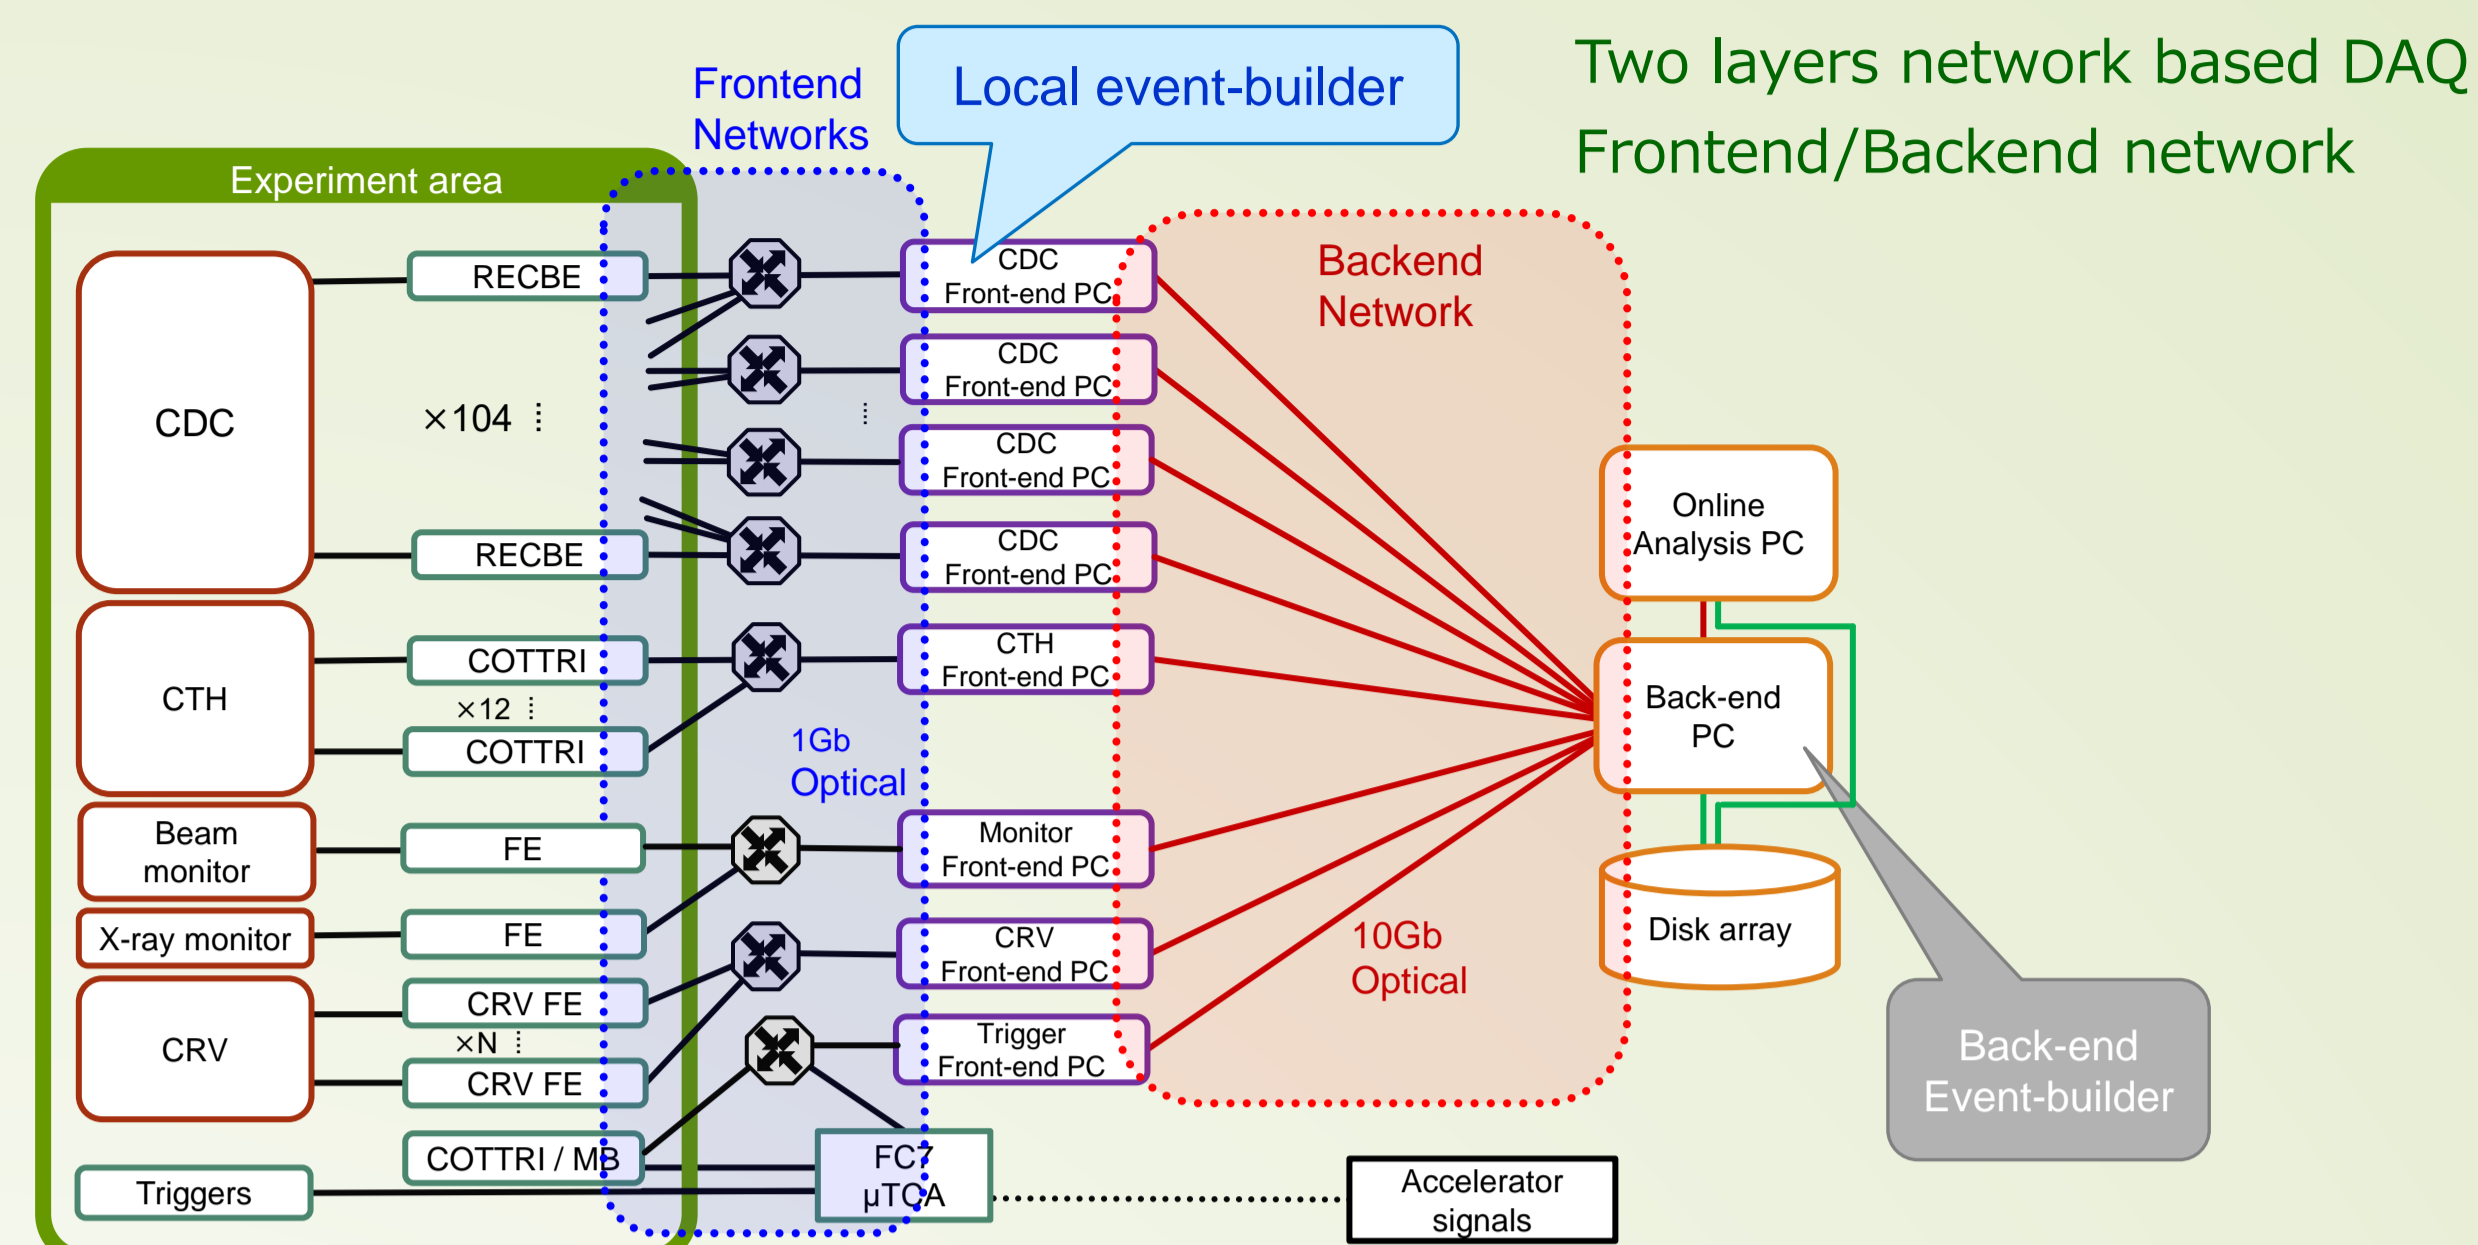 Two layers network based DAQ
Frontend/Backend network
Frontend
Networks
Local event-builder
Experiment area
Backend
Network
CDC
×104 ⁞
RECBE
RECBE
⁞
CDC
Front-end PC
CDC
Front-end PC
CDC
Front-end PC
CDC
Front-end PC
CTH
COTTRI
×12 ⁞
COTTRI
CTH
Front-end PC
1Gb
Optical
Beam
monitor
FE
Monitor
Front-end PC
X-ray monitor
FE
CRV
CRV FE
×N ⁞
CRV FE
CRV
Front-end PC
Trigger
Front-end PC
10Gb
Optical
COTTRI / MB
Triggers
FC7
µTCA
Accelerator
signals
Online
Analysis PC
Back-end
PC
Disk array
Back-end
Event-builder